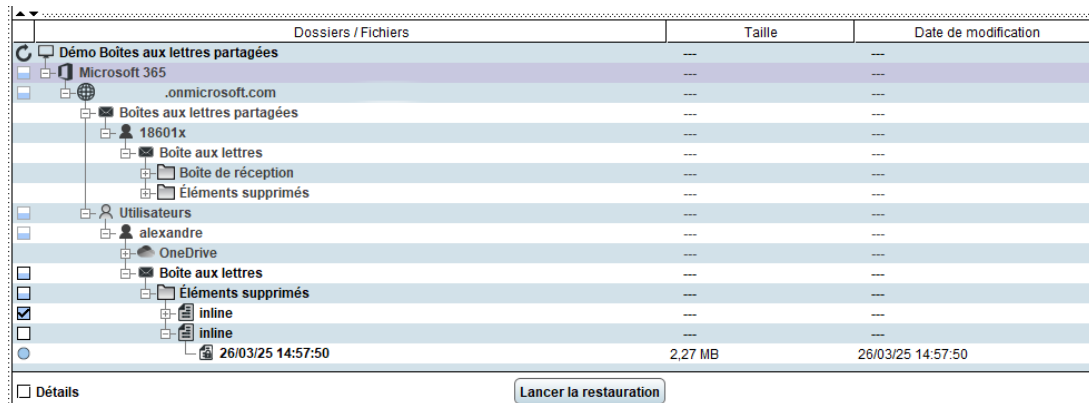 Dossiers / Fichiers Taille Date de modification
Démo Boîtes aux lettres partagées --- ---
Microsoft 365 --- ---
.onmicrosoft.com --- ---
Boîtes aux lettres partagées --- ---
18601x --- ---
Boîte aux lettres --- ---
Boîte de réception --- ---
Éléments supprimés --- ---
Utilisateurs --- ---
alexandre --- ---
OneDrive --- ---
Boîte aux lettres --- ---
Éléments supprimés --- ---
inline --- ---
inline --- ---
26/03/25 14:57:50 2,27 MB 26/03/25 14:57:50
Détails Lancer la restauration